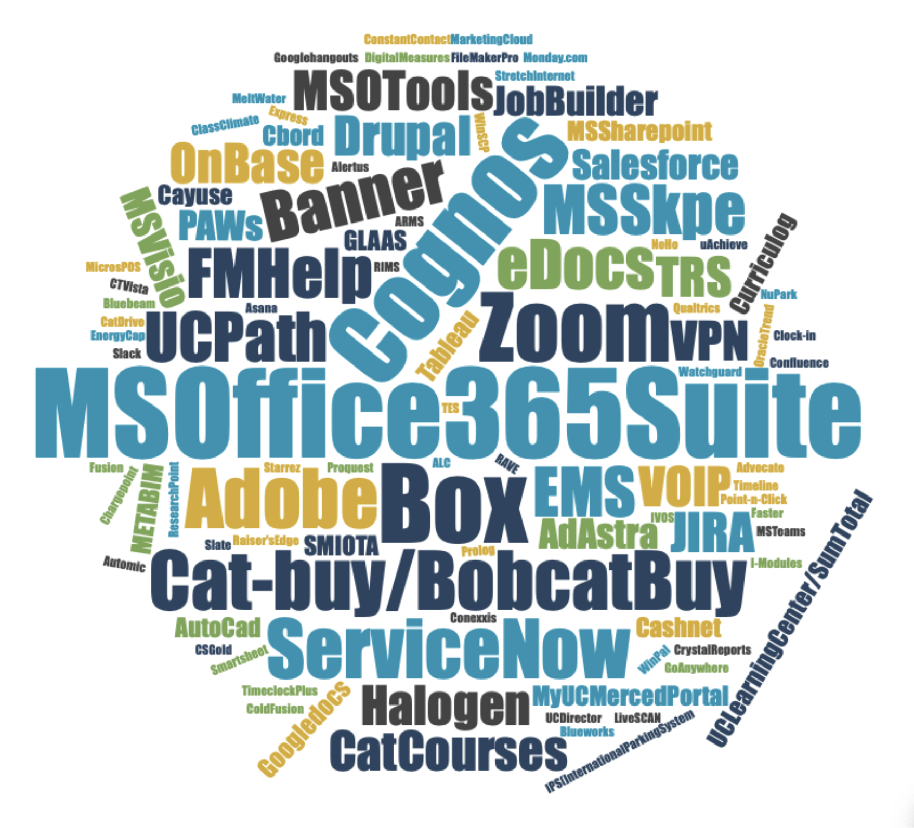 ConstantContact
MarketingCloud
Googlehangouts
DigitalMeasures
FileMakerPro
Monday.com
MSOTools
StretchInternet
JobBuilder
MeltWater
Express
ClassClimate
Cbord
Drupal
WinSCP
Cognos
MSSharepoint
OnBase
Alertus
Salesforce
Cayuse
Banner
MSVisio
PAWs
ARMS
GLAAS
MSSkpe
NoHo
uAchieve
Curriculog
MicrosPOS
FMHelp
RIMS
eDocs
TRS
CTVista
Bluebeam
Asana
NuPark
CatDrive
UCPath
Tableau
Zoom
Qualtrics
VPN
OracleTrend
EnergyCap
Clock-in
Slack
Confluence
Watchguard
MSOffice365Suite
TES
Fusion
Chargepoint
METABIM
ResearchPoint
Starrez
Proquest
ALC
RAVE
Adobe
Box
EMS
VOIP
Advocate
Timeline
Point-n-Click
AdAstra
IVOS
JIRA
Faster
MSTeams
Slate
Raiser'sEdge
SMIOTA
Prolog
Automic
I-Modules
Cat-buy/BobcatBuy
UCLearningCenter/SumTotal
Conexxis
AutoCad
ServiceNow
Cashnet
CSGold
Smartsheet
WinPal
CrystalReports
GoAnywhere
TimeclockPlus
ColdFusion
Googledocs
Halogen
MyUCMercedPortal
UCDirector
LiveSCAN
Blueworks
CatCourses
IPS(InternationalParkingSystem